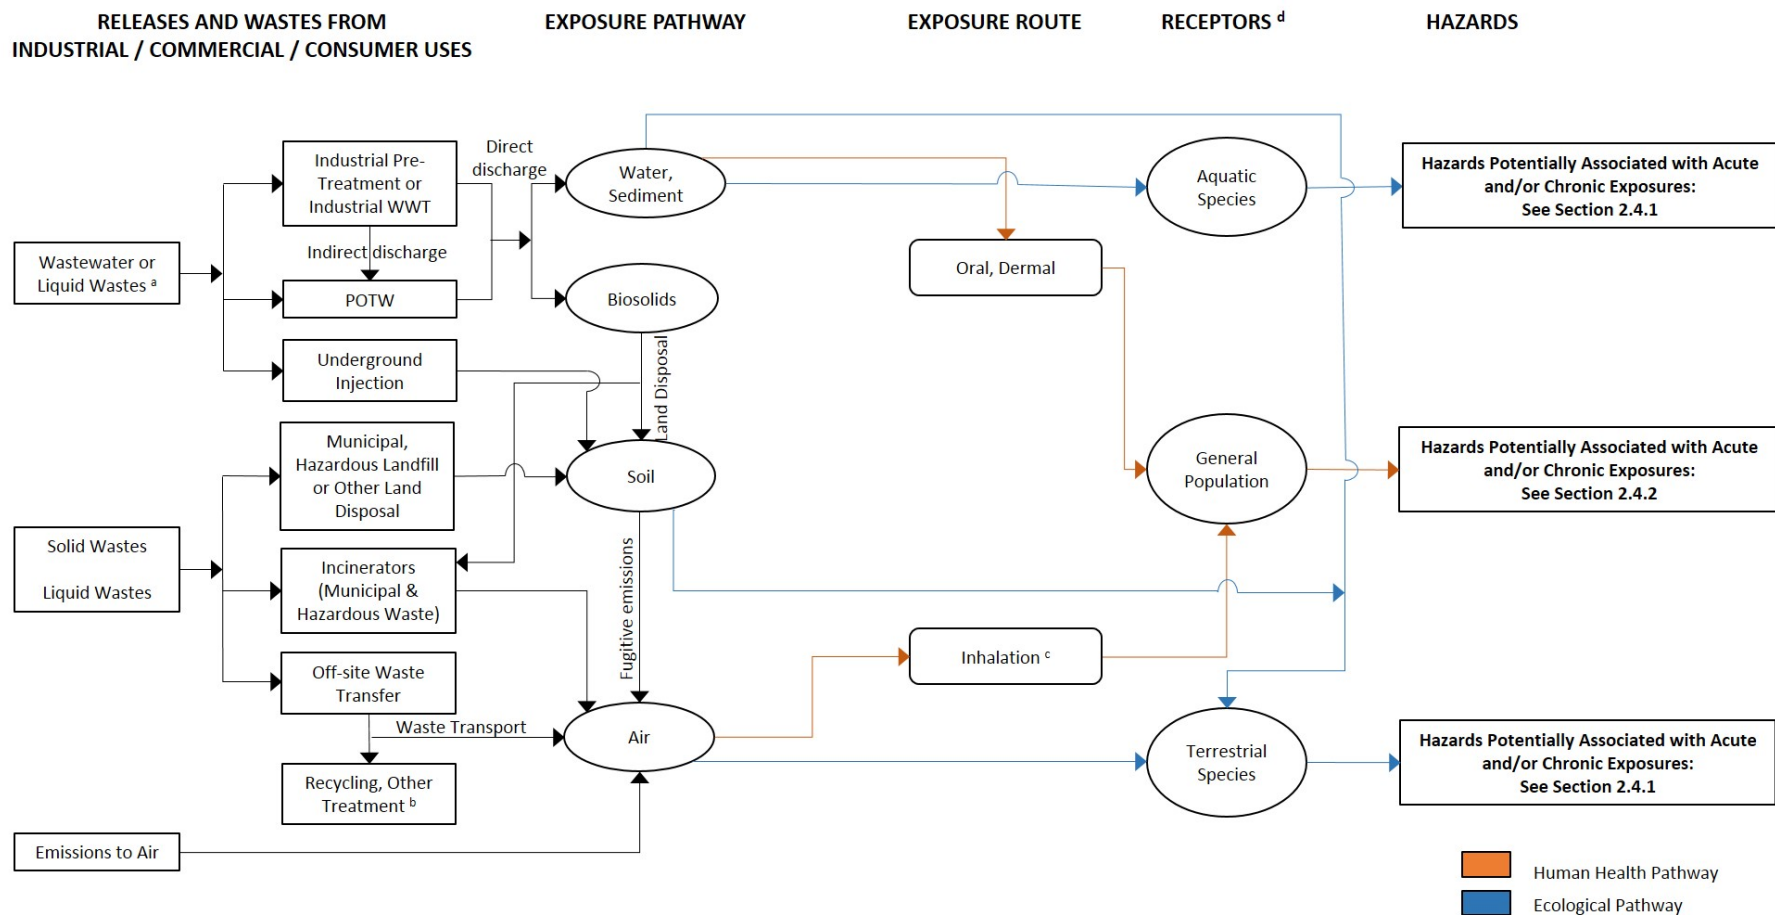 RELEASES AND WASTES FROM
INDUSTRIAL / COMMERCIAL / CONSUMER USES
EXPOSURE PATHWAY
EXPOSURE ROUTE
RECEPTORS d
HAZARDS
Wastewater or
Liquid Wastes a
Industrial Pre-
Treatment or
Industrial WWT
Indirect discharge
POTW
Underground
Injection
Direct
discharge
Water,
Sediment
Biosolids
Land Disposal
Solid Wastes
Liquid Wastes
Municipal,
Hazardous Landfill
or Other Land
Disposal
Incinerators
(Municipal &
Hazardous Waste)
Off-site Waste
Transfer
Waste Transport
Recycling, Other
Treatment b
Emissions to Air
Soil
Fugitive emissions
Air
Oral, Dermal
Inhalation c
Aquatic
Species
General
Population
Terrestrial
Species
Hazards Potentially Associated with Acute
and/or Chronic Exposures:
See Section 2.4.1
Hazards Potentially Associated with Acute
and/or Chronic Exposures:
See Section 2.4.2
Hazards Potentially Associated with Acute
and/or Chronic Exposures:
See Section 2.4.1
Human Health Pathway
Ecological Pathway